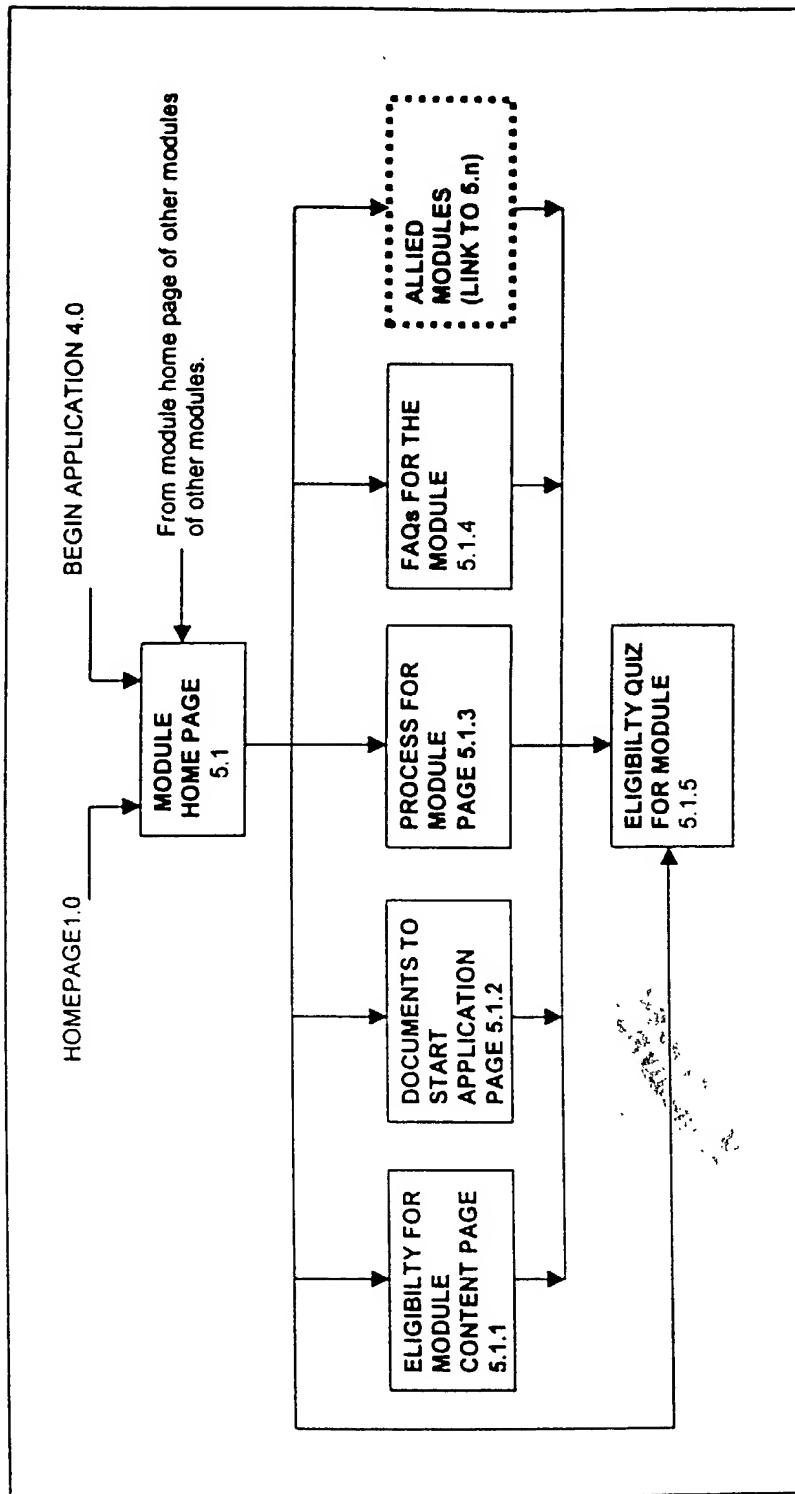 HOMEPAGE1.0
BEGIN APPLICATION 4.0
From module home page of other modules
of other modules.
MODULE
HOME PAGE
5.1
ELIGIBILTY FOR
MODULE
CONTENT PAGE
5.1.1
DOCUMENTS TO
START
APPLICATION
PAGE 5.1.2
PROCESS FOR
MODULE
PAGE 5.1.3
FAQs FOR THE
MODULE
5.1.4
ALLIED
MODULES
(LINK TO 5.n)
ELIGIBILTY QUIZ
FOR MODULE
5.1.5